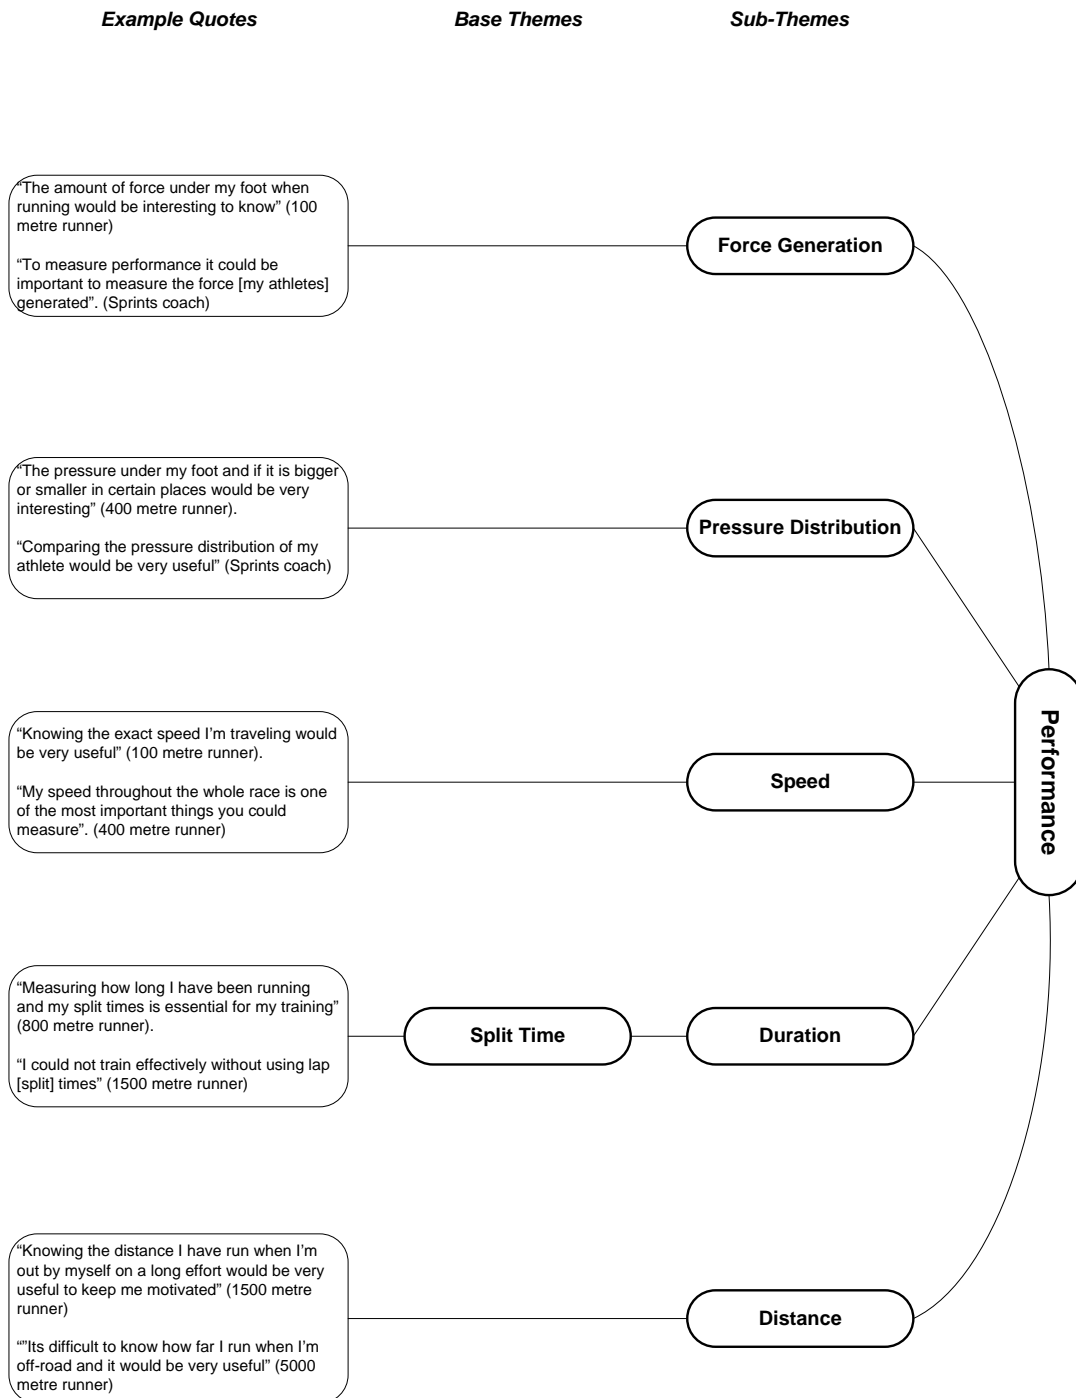 Example Quotes
Base Themes
Sub-Themes
“The amount of force under my foot when
running would be interesting to know” (100
metre runner)
“To measure performance it could be
important to measure the force [my athletes]
generated”. (Sprints coach)
Force Generation
“The pressure under my foot and if it is bigger
or smaller in certain places would be very
interesting” (400 metre runner).
“Comparing the pressure distribution of my
athlete would be very useful” (Sprints coach)
Pressure Distribution
“Knowing the exact speed I’m traveling would
be very useful” (100 metre runner).
“My speed throughout the whole race is one
of the most important things you could
measure”. (400 metre runner)
Speed
Performance
“Measuring how long I have been running
and my split times is essential for my training”
(800 metre runner).
“I could not train effectively without using lap
[split] times” (1500 metre runner)
Split Time
Duration
“Knowing the distance I have run when I’m
out by myself on a long effort would be very
useful to keep me motivated” (1500 metre
runner)
“”Its difficult to know how far I run when I’m
off-road and it would be very useful” (5000
metre runner)
Distance